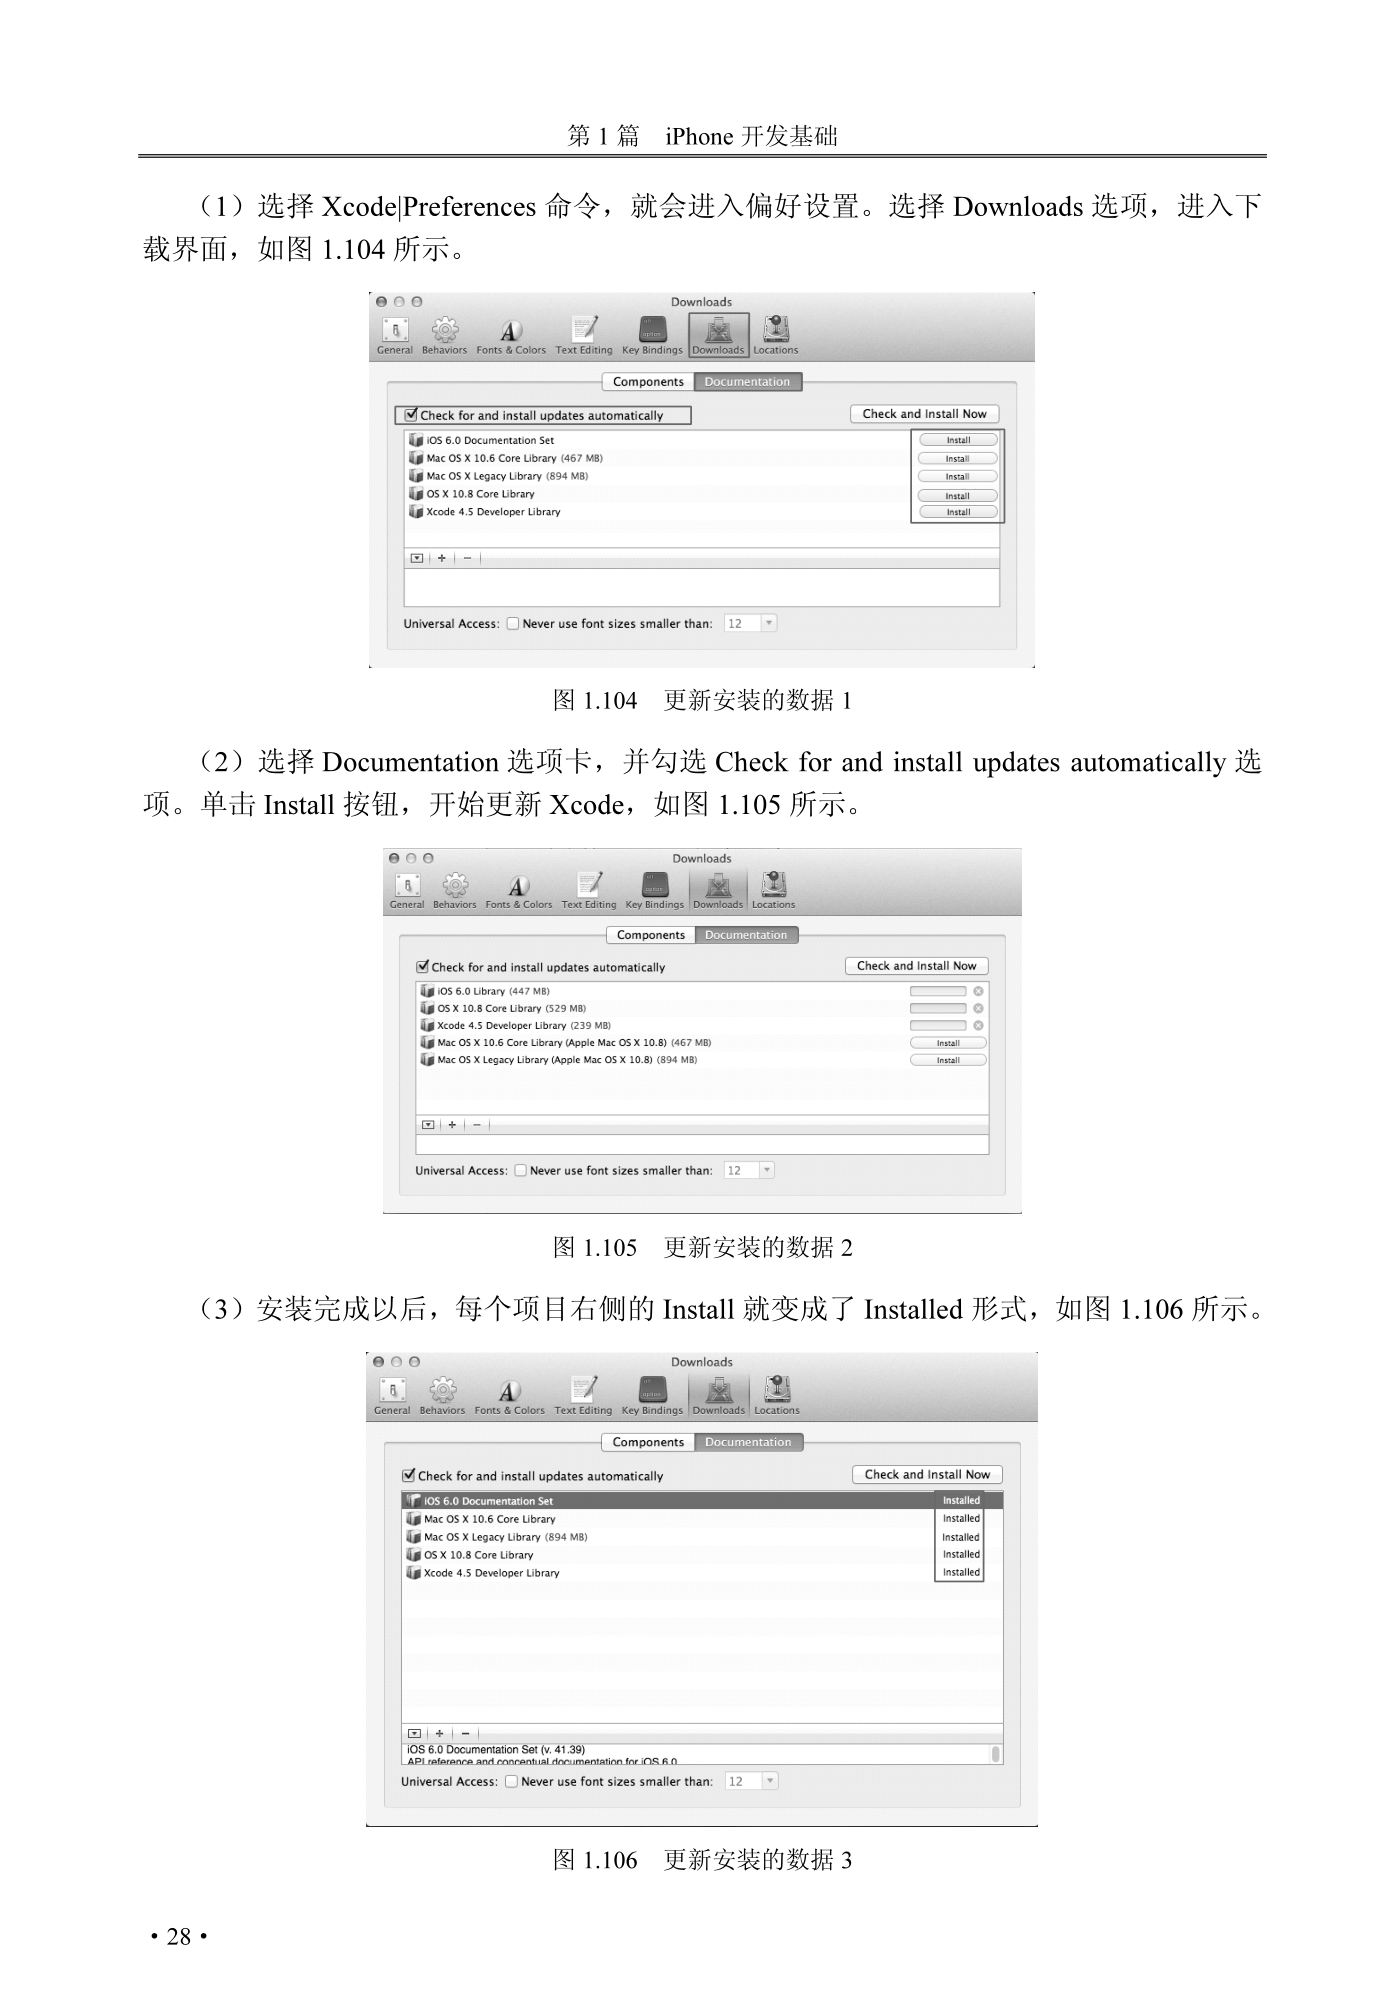 第 1 篇 iPhone 开发基础
（1）选择 Xcode|Preferences 命令，就会进入偏好设置。选择 Downloads 选项，进入下
载界面，如图 1.104 所示。
Downloads
General Behaviors Fonts & Colors Text Editing Key Bindings Downloads Locations
Components Documentation
Check for and install updates automatically Check and Install Now
iOS 6.0 Documentation Set Install
Mac OS X 10.6 Core Library (467 MB) Install
Mac OS X Legacy Library (894 MB) Install
OS X 10.8 Core Library Install
Xcode 4.5 Developer Library Install
Universal Access: Never use font sizes smaller than: 12
图 1.104 更新安装的数据 1
（2）选择 Documentation 选项卡，并勾选 Check for and install updates automatically 选
项。单击 Install 按钮，开始更新 Xcode，如图 1.105 所示。
Downloads
General Behaviors Fonts & Colors Text Editing Key Bindings Downloads Locations
Components Documentation
Check for and install updates automatically Check and Install Now
iOS 6.0 Library (447 MB)
OS X 10.8 Core Library (529 MB)
Xcode 4.5 Developer Library (239 MB)
Mac OS X 10.6 Core Library (Apple Mac OS X 10.8) (467 MB) Install
Mac OS X Legacy Library (Apple Mac OS X 10.8) (894 MB) Install
Universal Access: Never use font sizes smaller than: 12
图 1.105 更新安装的数据 2
（3）安装完成以后，每个项目右侧的 Install 就变成了 Installed 形式，如图 1.106 所示。
Downloads
General Behaviors Fonts & Colors Text Editing Key Bindings Downloads Locations
Components Documentation
Check for and install updates automatically Check and Install Now
iOS 6.0 Documentation Set Installed
Mac OS X 10.6 Core Library Installed
Mac OS X Legacy Library (894 MB) Installed
OS X 10.8 Core Library Installed
Xcode 4.5 Developer Library Installed
iOS 6.0 Documentation Set (v. 41.39)
API reference and conceptual documentation for iOS 6.0
Universal Access: Never use font sizes smaller than: 12
图 1.106 更新安装的数据 3
· 28 ·